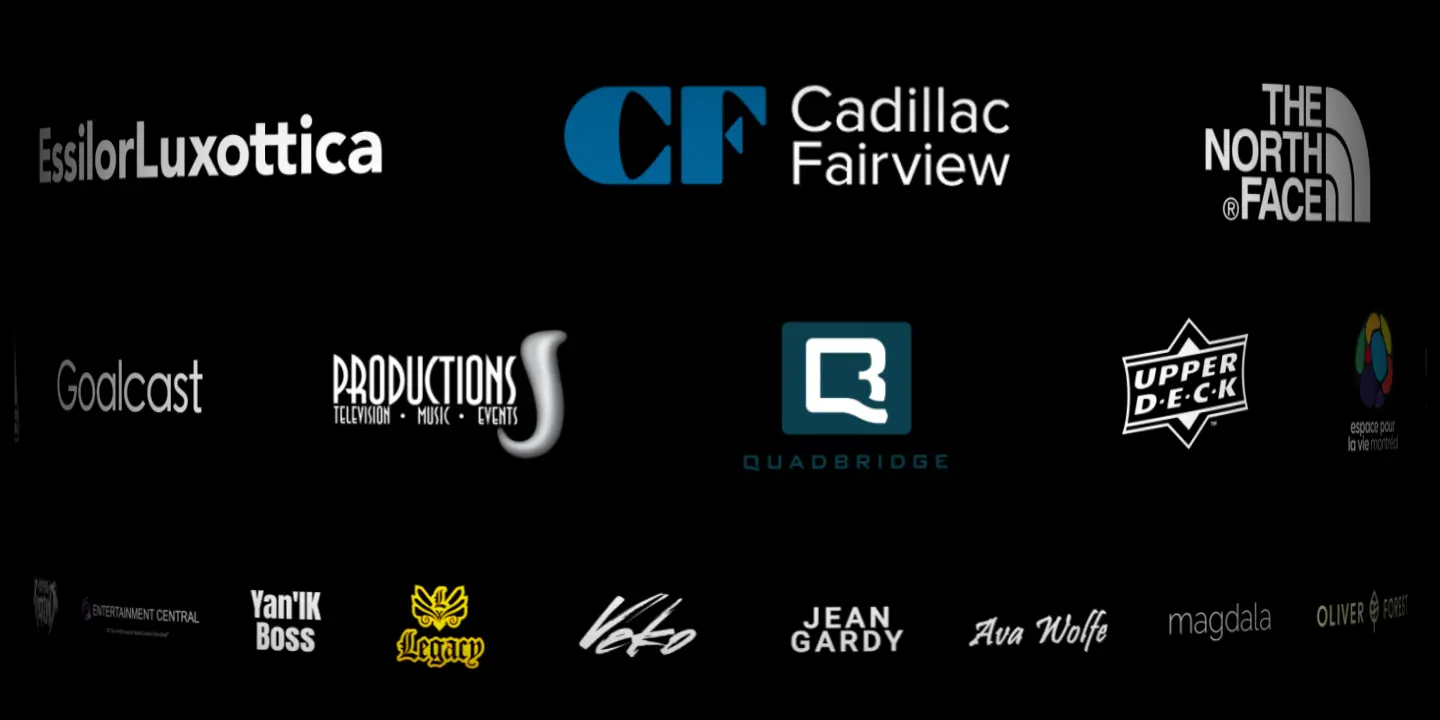 EssilorLuxottica
CF
Cadillac
Fairview
THE
NORTH
FACE
®
Goalcast
PRODUCTIONS J
TELEVISION • MUSIC • EVENTS
QUADBRIDGE
UPPER
D·E·C·K
™
espace pour
la vie montréal
ENTERTAINMENT CENTRAL
Yan'IK
Boss
L
Legacy
Veko
JEAN
GARDY
Ava Wolfe
magdala
OLIVER FOREST